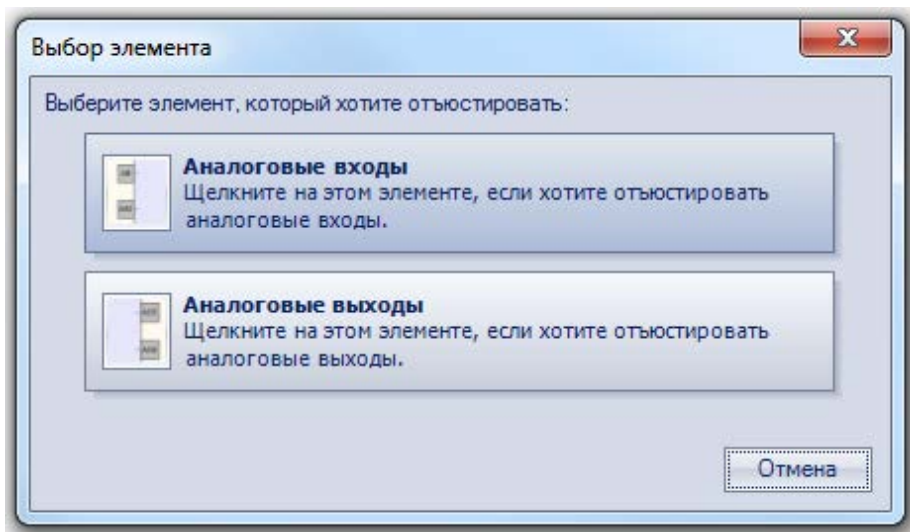 Выбор элемента
Выберите элемент, который хотите отъюстировать:
Аналоговые входы
Щелкните на этом элементе, если хотите отъюстировать
аналоговые входы.
Аналоговые выходы
Щелкните на этом элементе, если хотите отъюстировать
аналоговые выходы.
Отмена